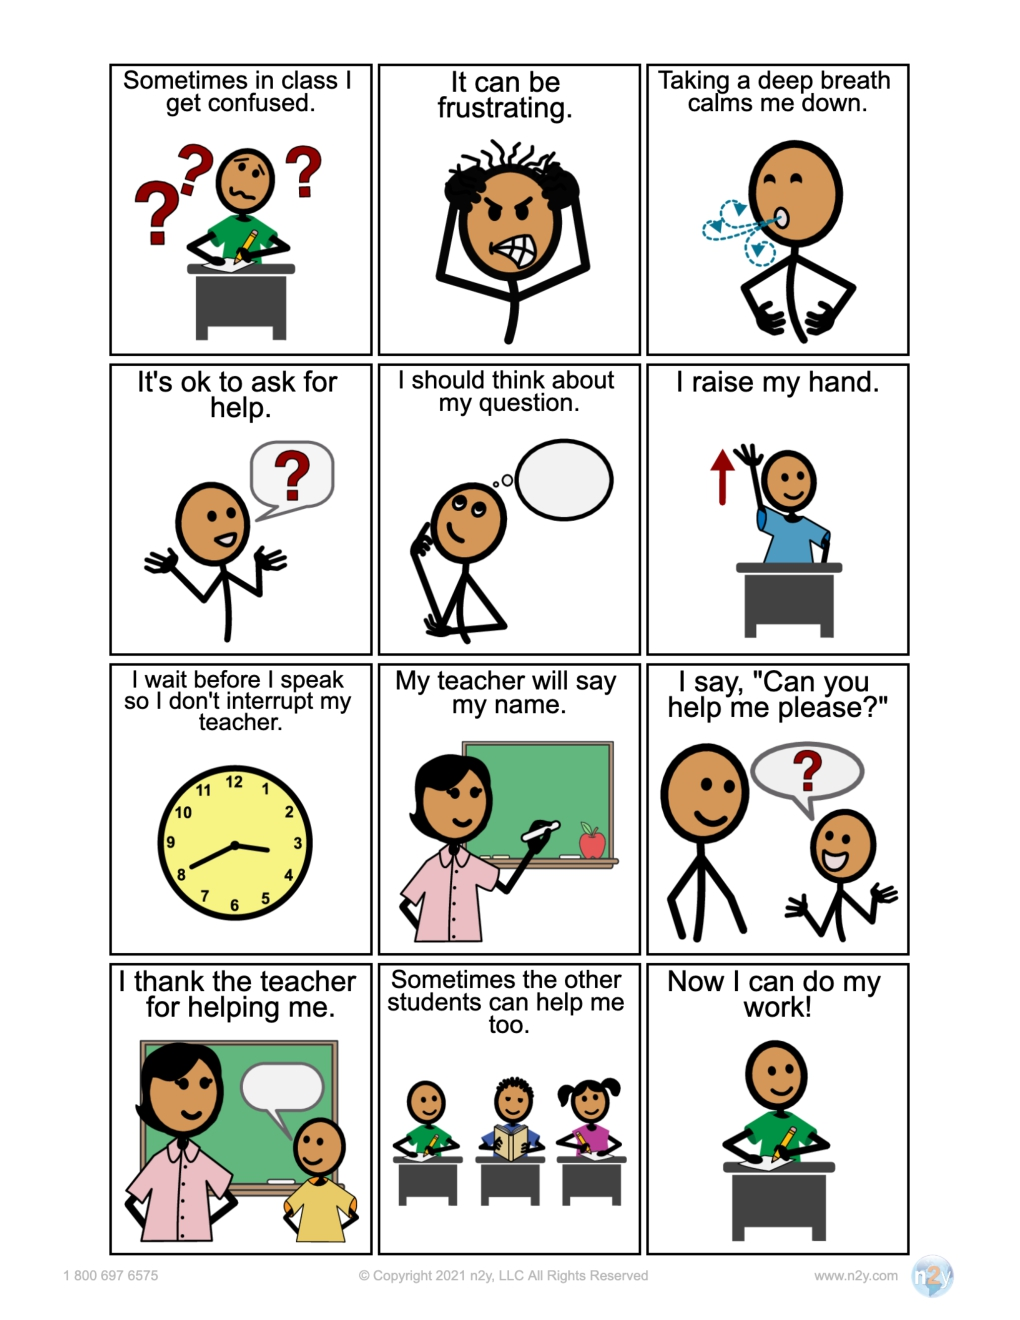 Sometimes in class I
get confused.
? ? ?
It can be
frustrating.
Taking a deep breath
calms me down.
It's ok to ask for
help.
?
I should think about
my question.
I raise my hand.
I wait before I speak
so I don't interrupt my
teacher.
12
11 1
10 2
9 3
8 4
7 5
6
My teacher will say
my name.
I say, "Can you
help me please?"
?
I thank the teacher
for helping me.
Sometimes the other
students can help me
too.
Now I can do my
work!
1 800 697 6575
© Copyright 2021 n2y, LLC All Rights Reserved
www.n2y.com
n2y